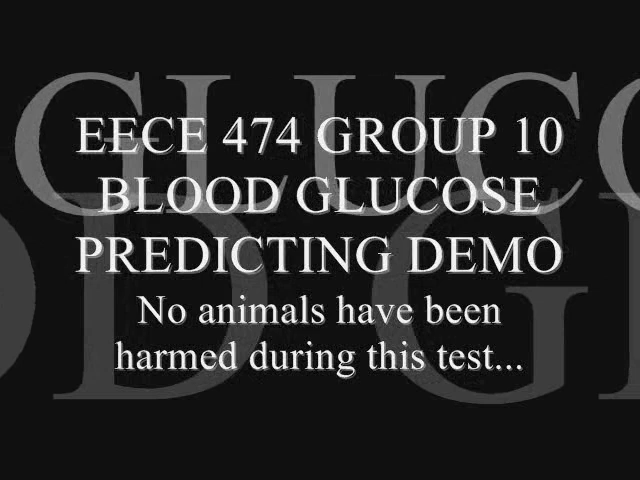 EECE 474 GROUP 10
BLOOD GLUCOSE
PREDICTING DEMO
No animals have been
harmed during this test...